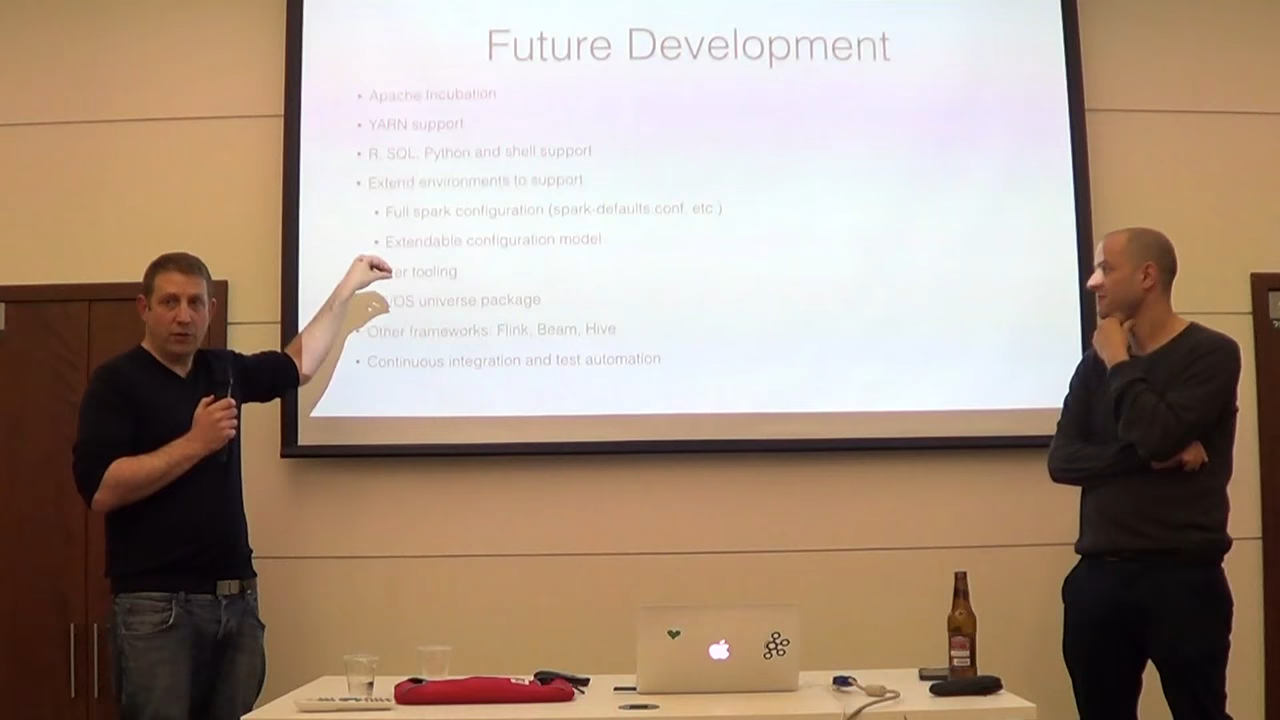 Future Development
• Apache Incubation
• YARN support
• R, SQL, Python and shell support
• Extend environments to support
• Full spark configuration (spark-defaults.conf, etc.)
• Extendable configuration model
tooling
/OS universe package
• Other frameworks: Flink, Beam, Hive
• Continuous integration and test automation